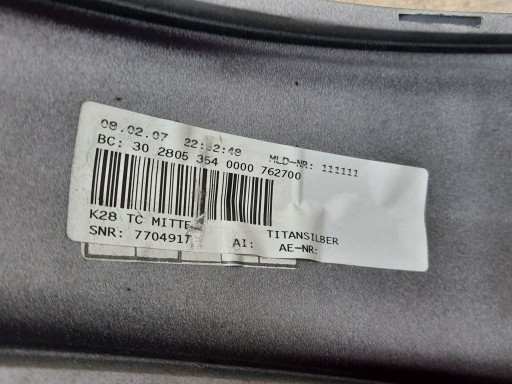 08.02.07 22:02:48 MLD-NR: 111111
BC: 30 2805 354 0000 762700
K28 TC MITTE TITANSILBER
SNR: 7704917 AI: AE-NR: